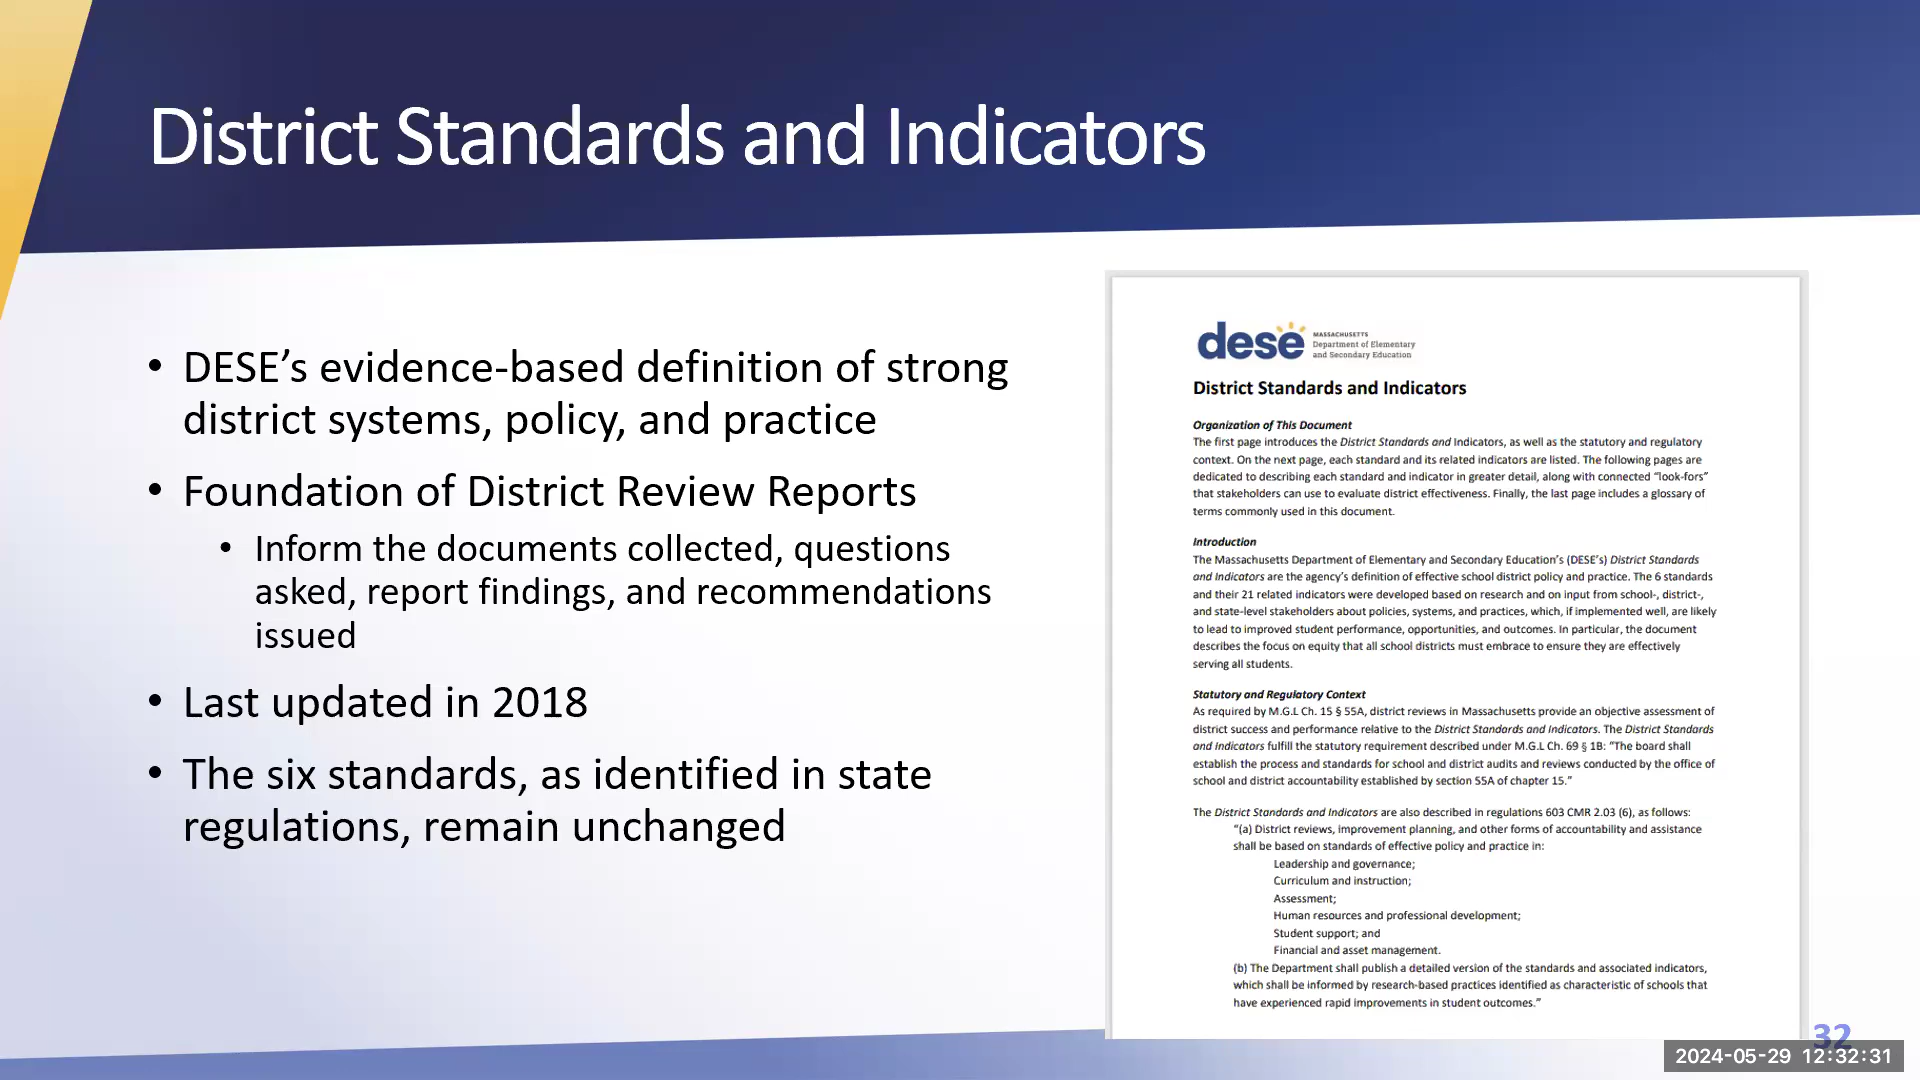 District Standards and Indicators
• DESE’s evidence-based definition of strong
district systems, policy, and practice
• Foundation of District Review Reports
• Inform the documents collected, questions
asked, report findings, and recommendations
issued
• Last updated in 2018
• The six standards, as identified in state
regulations, remain unchanged
dese
MASSACHUSETTS
Department of Elementary
and Secondary Education
District Standards and Indicators
Organization of This Document
The first page introduces the District Standards and Indicators, as well as the statutory and regulatory
context. On the next page, each standard and its related indicators are listed. The following pages are
dedicated to describing each standard and indicator in greater detail, along with connected “look-fors”
that stakeholders can use to evaluate district effectiveness. Finally, the last page includes a glossary of
terms commonly used in this document.
Introduction
The Massachusetts Department of Elementary and Secondary Education’s (DESE’s) District Standards
and Indicators are the agency’s definition of effective school district policy and practice. The 6 standards
and their 21 related indicators were developed based on research and on input from school-, district-,
and state-level stakeholders about policies, systems, and practices, which, if implemented well, are likely
to lead to improved student performance, opportunities, and outcomes. In particular, the document
describes the focus on equity that all school districts must embrace to ensure they are effectively
serving all students.
Statutory and Regulatory Context
As required by M.G.L Ch. 15 § 55A, district reviews in Massachusetts provide an objective assessment of
district success and performance relative to the District Standards and Indicators. The District Standards
and Indicators fulfill the statutory requirement described under M.G.L Ch. 69 § 1B: “The board shall
establish the process and standards for school and district audits and reviews conducted by the office of
school and district accountability established by section 55A of chapter 15.”
The District Standards and Indicators are also described in regulations 603 CMR 2.03 (6), as follows:
“(a) District reviews, improvement planning, and other forms of accountability and assistance
shall be based on standards of effective policy and practice in:
Leadership and governance;
Curriculum and instruction;
Assessment;
Human resources and professional development;
Student support; and
Financial and asset management.
(b) The Department shall publish a detailed version of the standards and associated indicators,
which shall be informed by research-based practices identified as characteristic of schools that
have experienced rapid improvements in student outcomes.”
32
2024-05-29 12:32:31